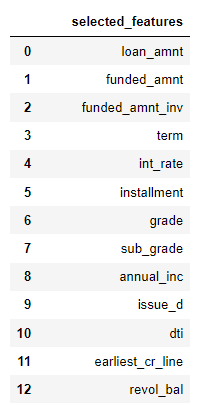 selected_features
0 loan_amnt
1 funded_amnt
2 funded_amnt_inv
3 term
4 int_rate
5 installment
6 grade
7 sub_grade
8 annual_inc
9 issue_d
10 dti
11 earliest_cr_line
12 revol_bal